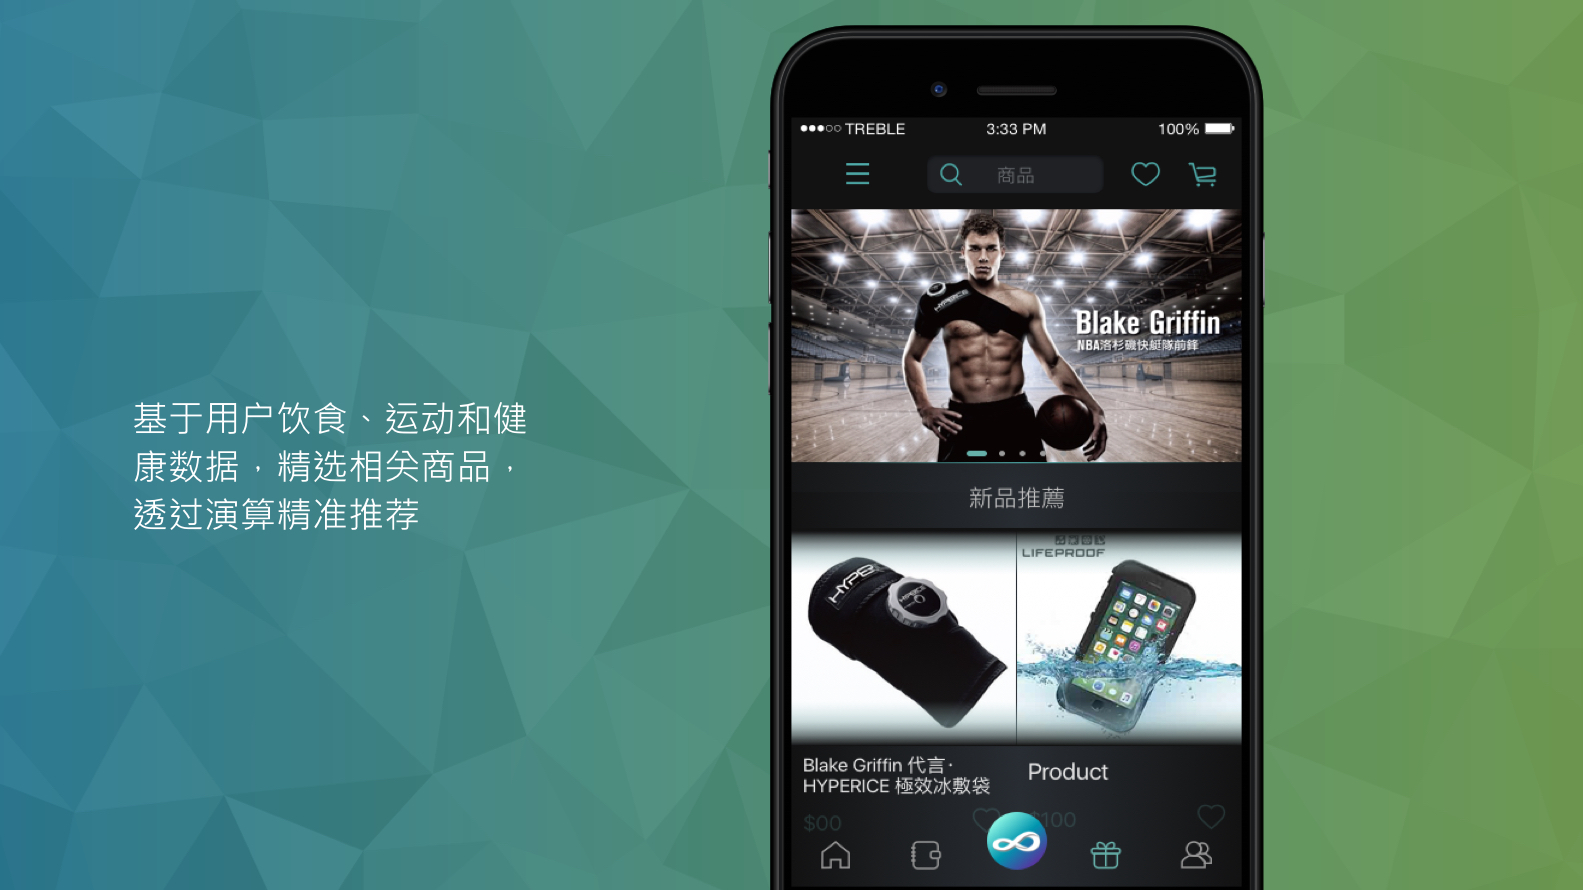 基于用户饮食、运动和健
康数据，精选相关商品，
透过演算精准推荐
TREBLE
3:33 PM
100%
商品
HYPERICE
Blake Griffin
NBA洛杉磯快艇隊前鋒
新品推薦
HYPERICE
HYPERICE
LIFEPROOF
Blake Griffin 代言·
HYPERICE 極效冰敷袋
Product
$00
$100